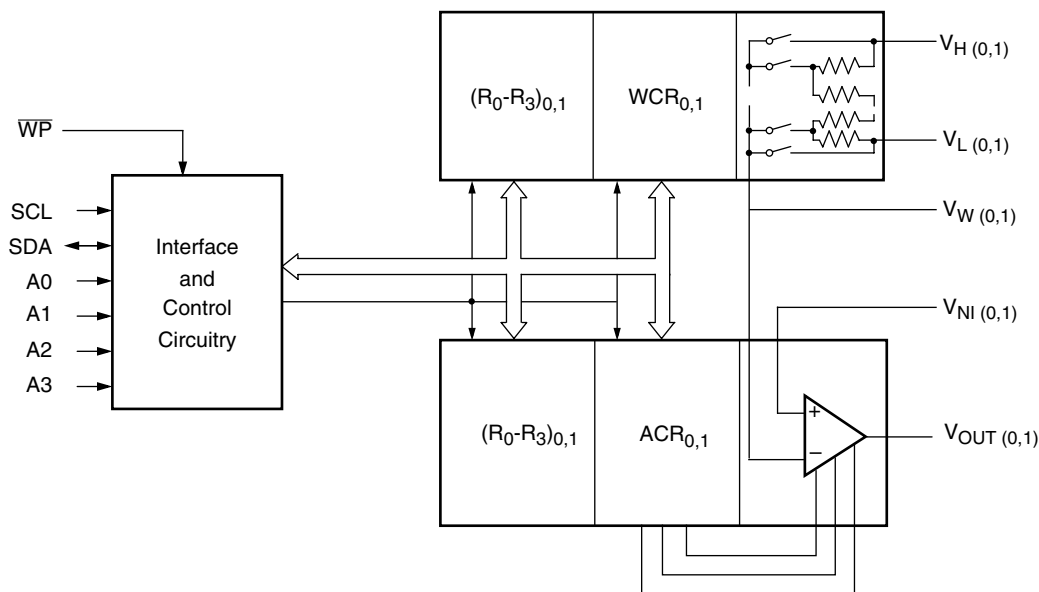 WP
SCL
SDA
A0
A1
A2
A3
Interface
and
Control
Circuitry
(R0-R3)0,1
WCR0,1
VH (0,1)
VL (0,1)
VW (0,1)
VNI (0,1)
(R0-R3)0,1
ACR0,1
+
−
VOUT (0,1)